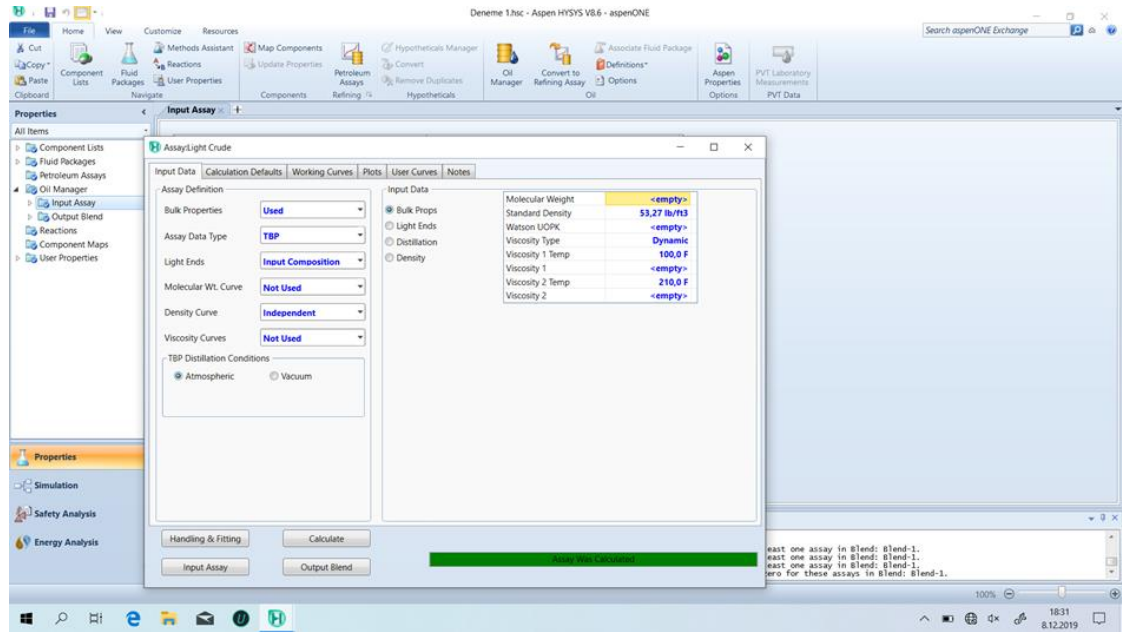 Deneme 1.hsc - Aspen HYSYS V8.6 - aspenONE
File Home View Customize Resources Search aspenONE Exchange
Cut
Copy
Paste
Clipboard
Component Lists
Fluid Packages
Methods Assistant
Reactions
User Properties
Navigate
Map Components
Update Properties
Components
Petroleum Assays
Refining
Hypotheticals Manager
Convert
Remove Duplicates
Hypotheticals
Oil Manager
Convert to Refining Assay
Associate Fluid Package
Definitions
Options
Oil
Aspen Properties
Options
PVT Laboratory Measurements
PVT Data
Properties
Input Assay
All Items
Component Lists
Fluid Packages
Petroleum Assays
Oil Manager
Input Assay
Output Blend
Reactions
Component Maps
User Properties
Properties
Simulation
Safety Analysis
Energy Analysis
Assay:Light Crude
Input Data Calculation Defaults Working Curves Plots User Curves Notes
Assay Definition
Bulk Properties Used
Assay Data Type TBP
Light Ends Input Composition
Molecular Wt. Curve Not Used
Density Curve Independent
Viscosity Curves Not Used
TBP Distillation Conditions
Atmospheric Vacuum
Input Data
Bulk Props
Light Ends
Distillation
Density
Molecular Weight <empty>
Standard Density 53,27 lb/ft3
Watson UOPK <empty>
Viscosity Type Dynamic
Viscosity 1 Temp 100,0 F
Viscosity 1 <empty>
Viscosity 2 Temp 210,0 F
Viscosity 2 <empty>
Handling & Fitting Calculate
Input Assay Output Blend
Assay Was Calculated
east one assay in Blend: Blend-1.
east one assay in Blend: Blend-1.
east one assay in Blend: Blend-1.
ero for these assays in Blend: Blend-1.
100%
18:31
8.12.2019